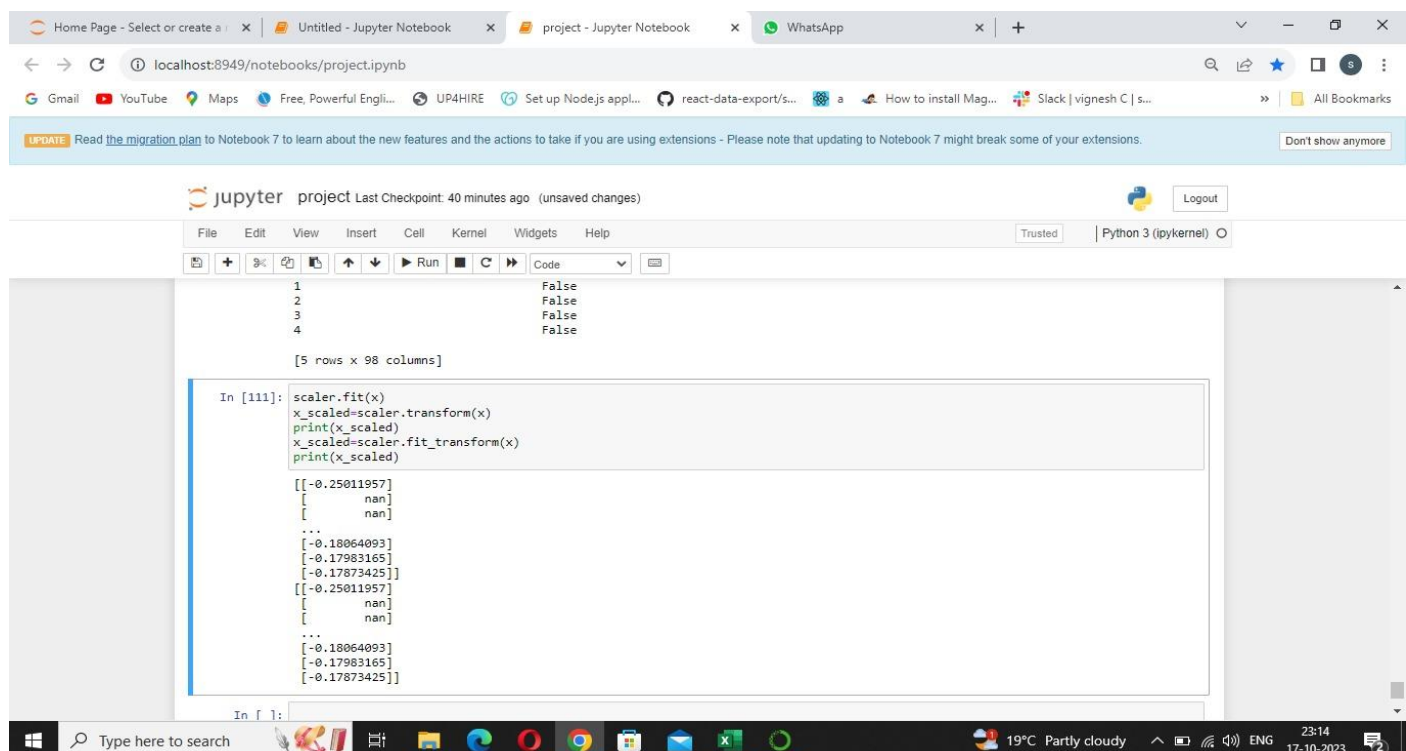 Home Page - Select or create a n
Untitled - Jupyter Notebook
project - Jupyter Notebook
WhatsApp
localhost:8949/notebooks/project.ipynb
S
Gmail YouTube Maps Free, Powerful Engli... UP4HIRE Set up Node.js appl... react-data-export/s... a How to install Mag... Slack | vignesh C | s... » All Bookmarks
UPDATE Read the migration plan to Notebook 7 to learn about the new features and the actions to take if you are using extensions - Please note that updating to Notebook 7 might break some of your extensions. Don't show anymore
jupyter project Last Checkpoint: 40 minutes ago (unsaved changes) Logout
File Edit View Insert Cell Kernel Widgets Help Trusted Python 3 (ipykernel)
Run Code
1 False
2 False
3 False
4 False
[5 rows x 98 columns]
In [111]: scaler.fit(x)
x_scaled=scaler.transform(x)
print(x_scaled)
x_scaled=scaler.fit_transform(x)
print(x_scaled)
[[-0.25011957]
[ nan]
[ nan]
...
[-0.18064093]
[-0.17983165]
[-0.17873425]]
[[-0.25011957]
[ nan]
[ nan]
...
[-0.18064093]
[-0.17983165]
[-0.17873425]]
In [ ]:
Type here to search
19°C Partly cloudy ENG
23:14
17-10-2023
2